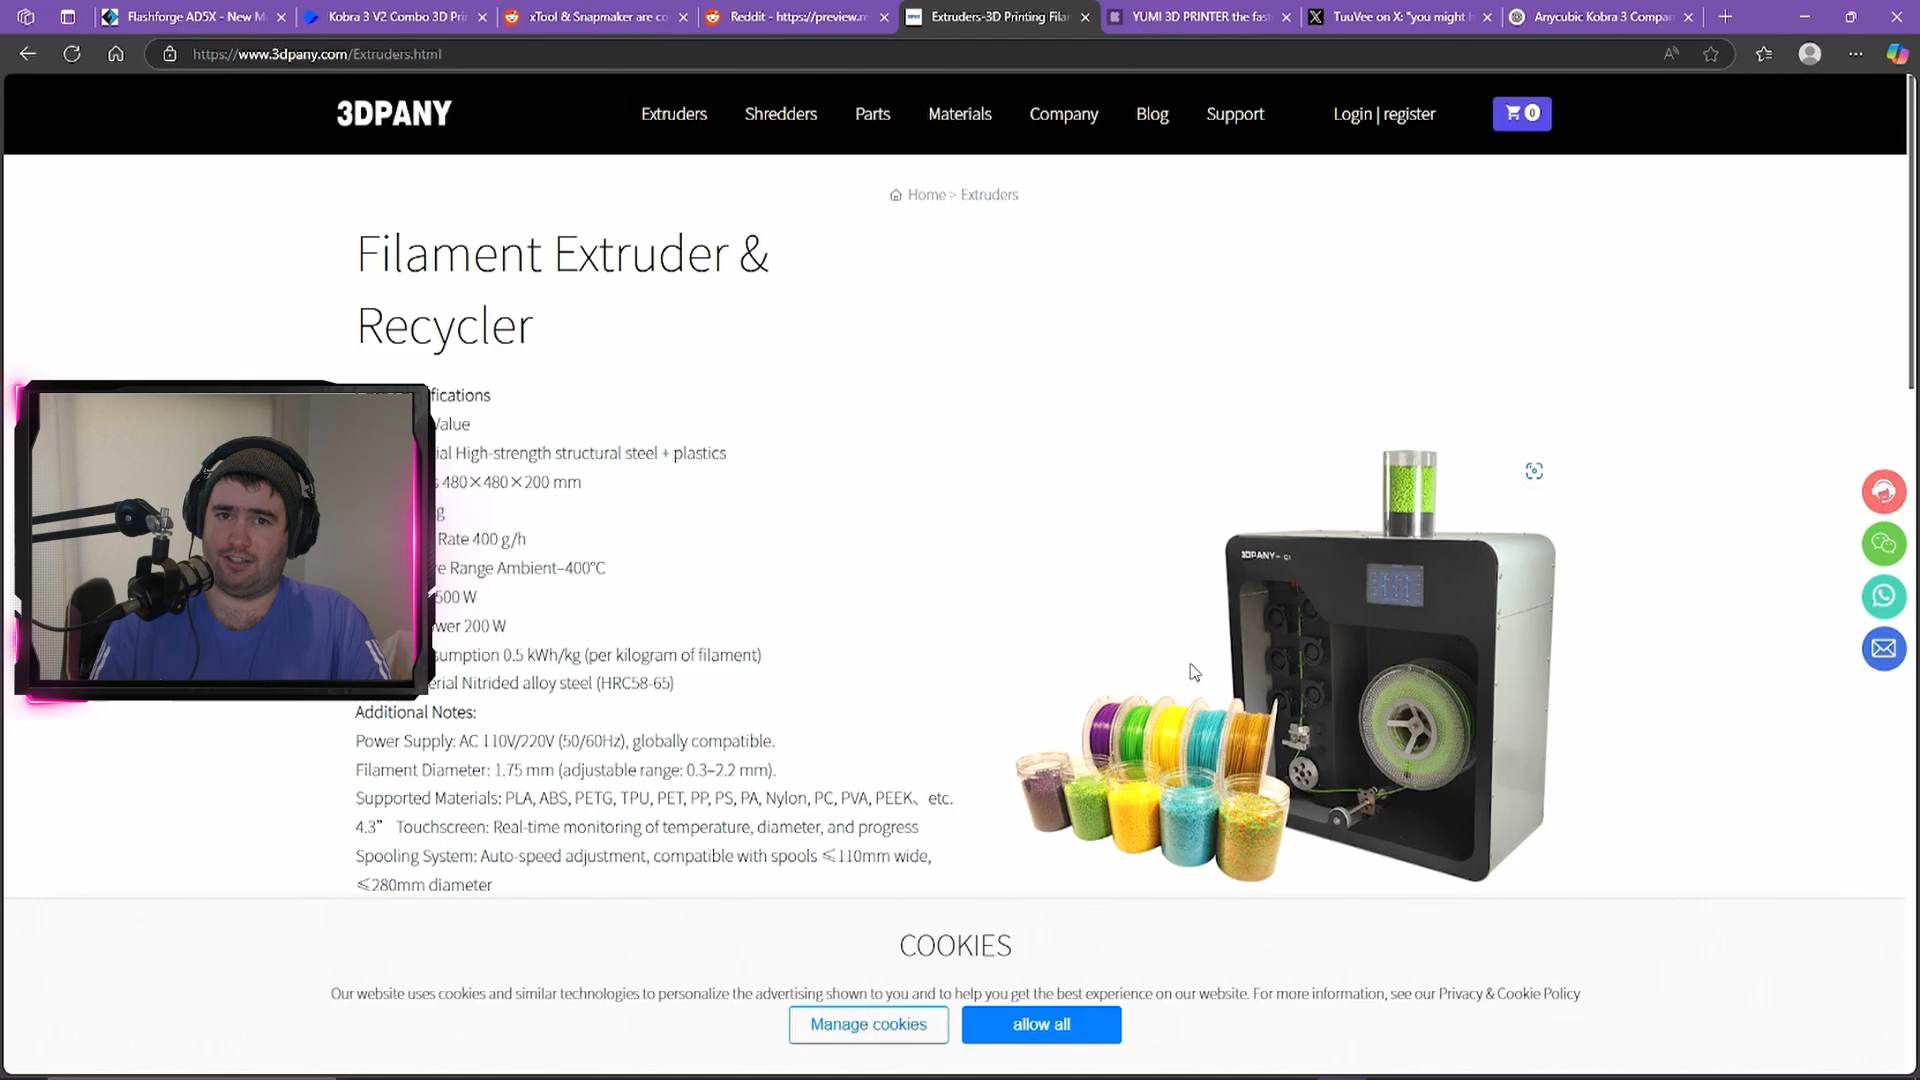 Flashforge AD5X - New M
Kobra 3 V2 Combo 3D Pri
xTool & Snapmaker are co
Reddit - https://preview.re
Extruders-3D Printing Fila
YUMI 3D PRINTER the fas
TuuVee on X: "you might h
Anycubic Kobra 3 Compa
https://www.3dpany.com/Extruders.html
3DPANY
Extruders
Shredders
Parts
Materials
Company
Blog
Support
Login | register
0
Home > Extruders
Filament Extruder &
Recycler
ifications
Value
ial High-strength structural steel + plastics
s 480×480×200 mm
g
Rate 400 g/h
re Range Ambient–400°C
500 W
wer 200 W
sumption 0.5 kWh/kg (per kilogram of filament)
erial Nitrided alloy steel (HRC58-65)
Additional Notes:
Power Supply: AC 110V/220V (50/60Hz), globally compatible.
Filament Diameter: 1.75 mm (adjustable range: 0.3–2.2 mm).
Supported Materials: PLA, ABS, PETG, TPU, PET, PP, PS, PA, Nylon, PC, PVA, PEEK、etc.
4.3” Touchscreen: Real-time monitoring of temperature, diameter, and progress
Spooling System: Auto-speed adjustment, compatible with spools ≤110mm wide,
≤280mm diameter
3DPANY
COOKIES
Our website uses cookies and similar technologies to personalize the advertising shown to you and to help you get the best experience on our website. For more information, see our Privacy & Cookie Policy
Manage cookies
allow all